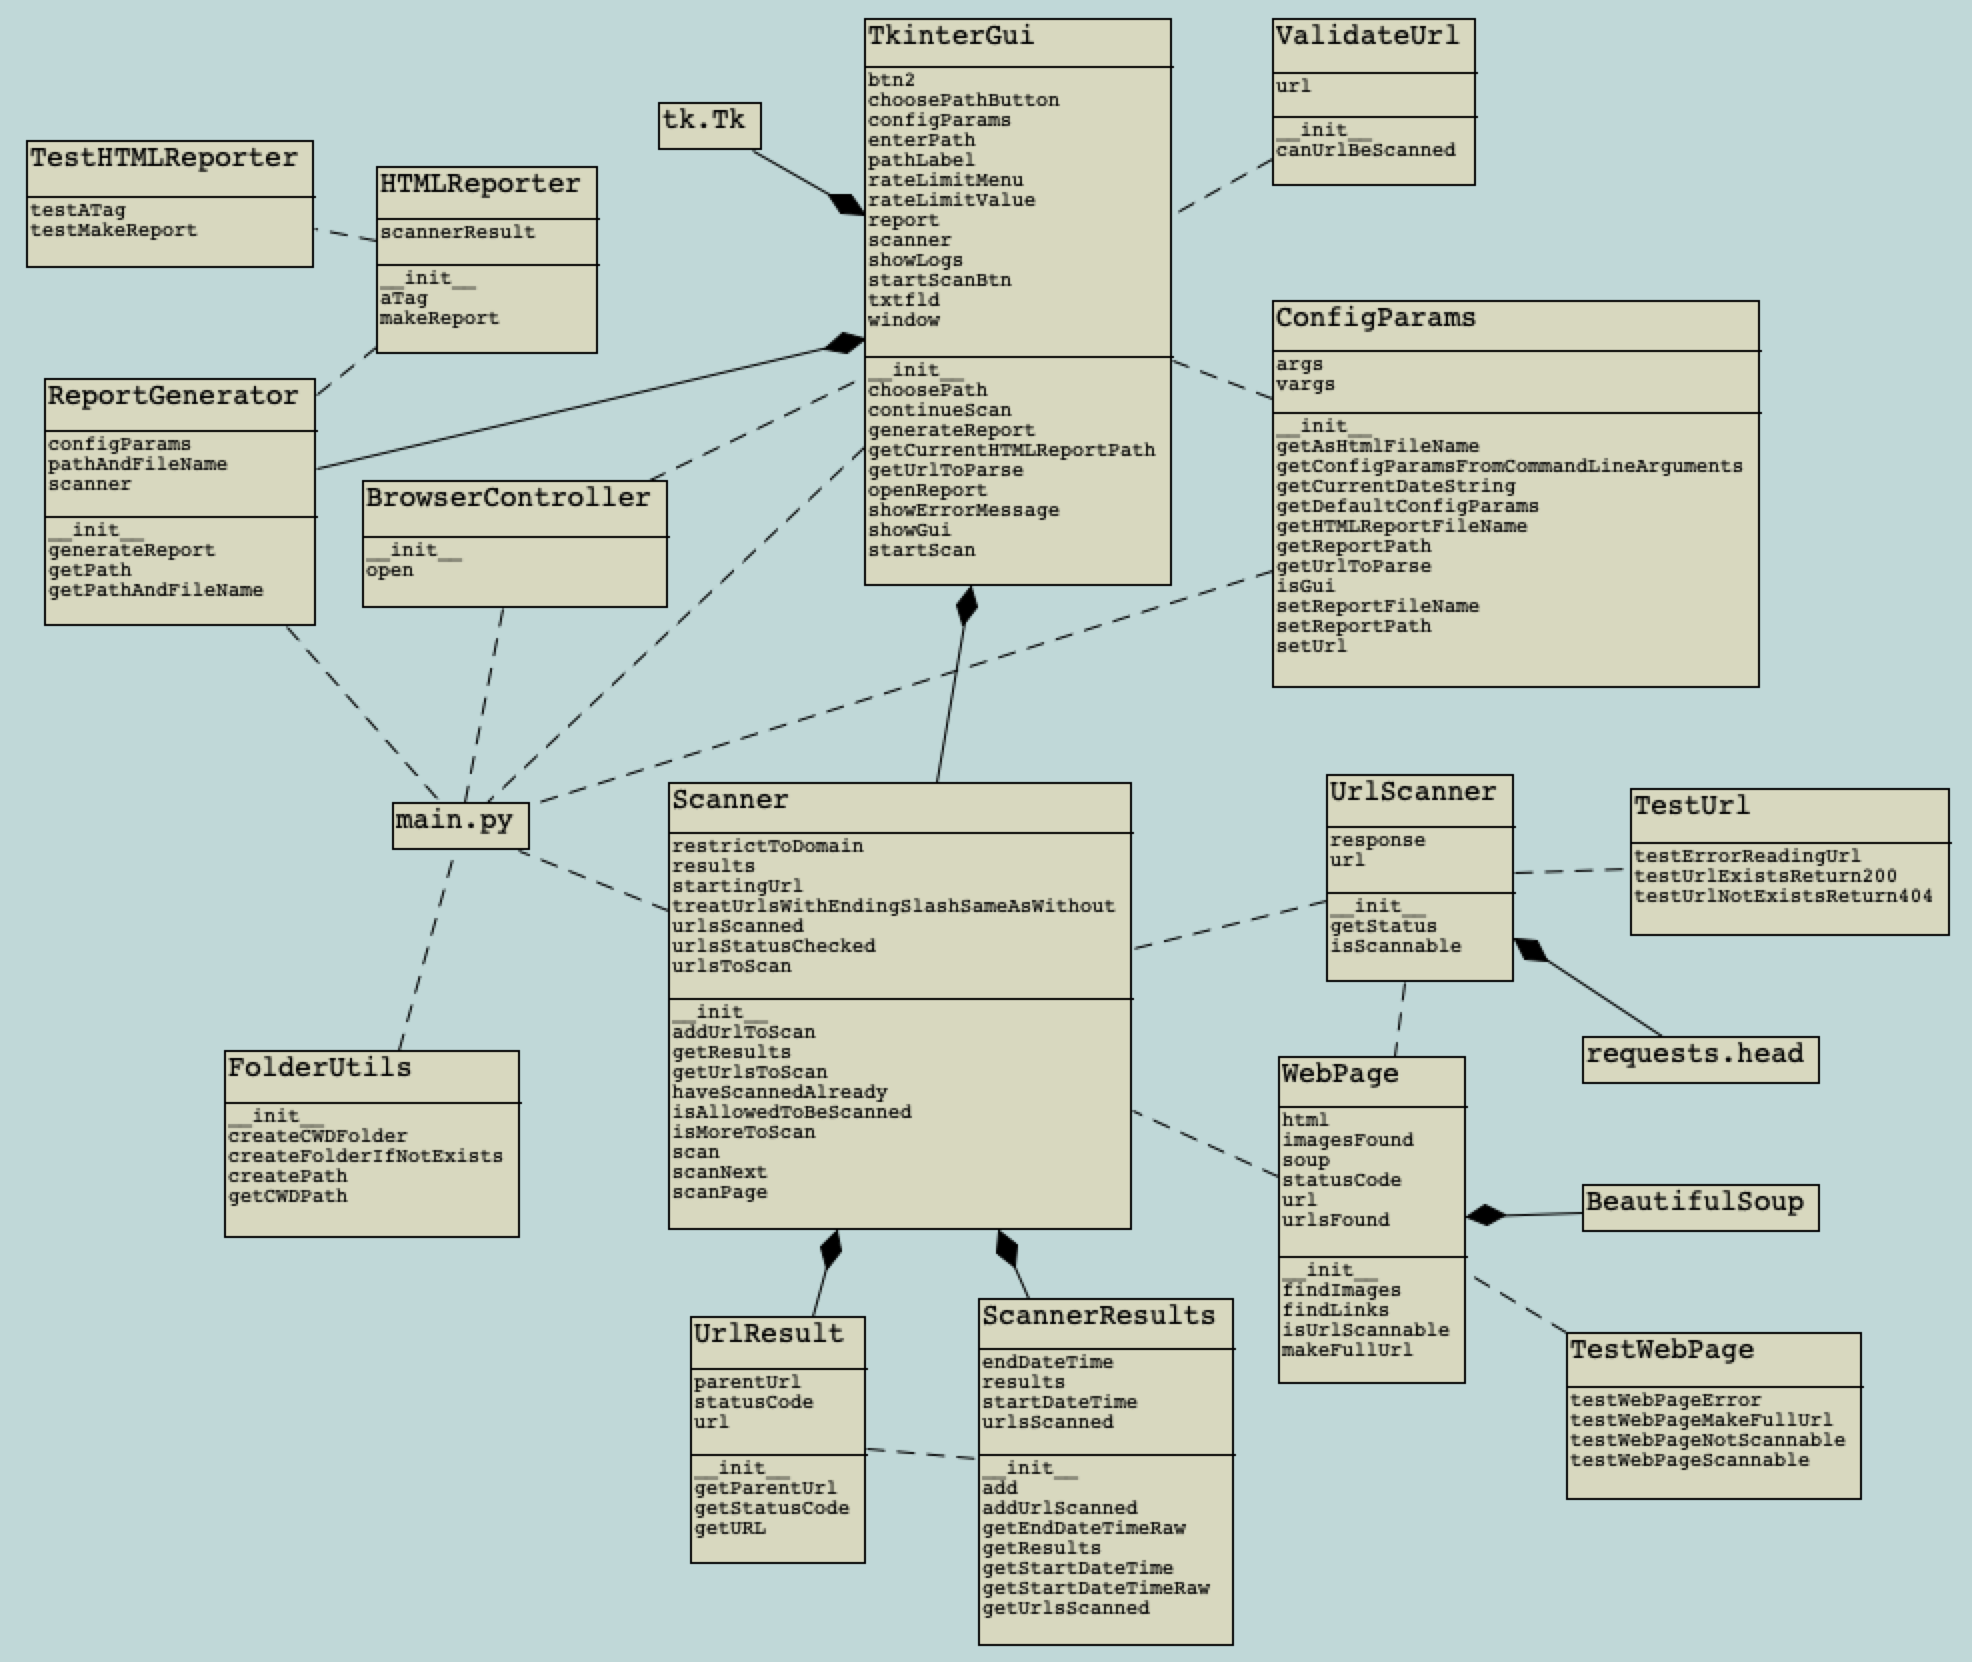 TkinterGui
btn2
choosePathButton
configParams
enterPath
pathLabel
rateLimitMenu
rateLimitValue
report
scanner
showLogs
startScanBtn
txtfld
window
__init__
choosePath
continueScan
generateReport
getCurrentHTMLReportPath
getUrlToParse
openReport
showErrorMessage
showGui
startScan
ValidateUrl
url
__init__
canUrlBeScanned
tk.Tk
TestHTMLReporter
testATag
testMakeReport
HTMLReporter
scannerResult
__init__
aTag
makeReport
ConfigParams
args
vargs
__init__
getAsHtmlFileName
getConfigParamsFromCommandLineArguments
getCurrentDateString
getDefaultConfigParams
getHTMLReportFileName
getReportPath
getUrlToParse
isGui
setReportFileName
setReportPath
setUrl
ReportGenerator
configParams
pathAndFileName
scanner
__init__
generateReport
getPath
getPathAndFileName
BrowserController
__init__
open
main.py
Scanner
restrictToDomain
results
startingUrl
treatUrlsWithEndingSlashSameAsWithout
urlsScanned
urlsStatusChecked
urlsToScan
__init__
addUrlToScan
getResults
getUrlsToScan
haveScannedAlready
isAllowedToBeScanned
isMoreToScan
scan
scanNext
scanPage
UrlScanner
response
url
__init__
getStatus
isScannable
TestUrl
testErrorReadingUrl
testUrlExistsReturn200
testUrlNotExistsReturn404
requests.head
FolderUtils
__init__
createCWDFolder
createFolderIfNotExists
createPath
getCWDPath
WebPage
html
imagesFound
soup
statusCode
url
urlsFound
__init__
findImages
findLinks
isUrlScannable
makeFullUrl
BeautifulSoup
UrlResult
parentUrl
statusCode
url
__init__
getParentUrl
getStatusCode
getURL
ScannerResults
endDateTime
results
startDateTime
urlsScanned
__init__
add
addUrlScanned
getEndDateTimeRaw
getResults
getStartDateTime
getStartDateTimeRaw
getUrlsScanned
TestWebPage
testWebPageError
testWebPageMakeFullUrl
testWebPageNotScannable
testWebPageScannable